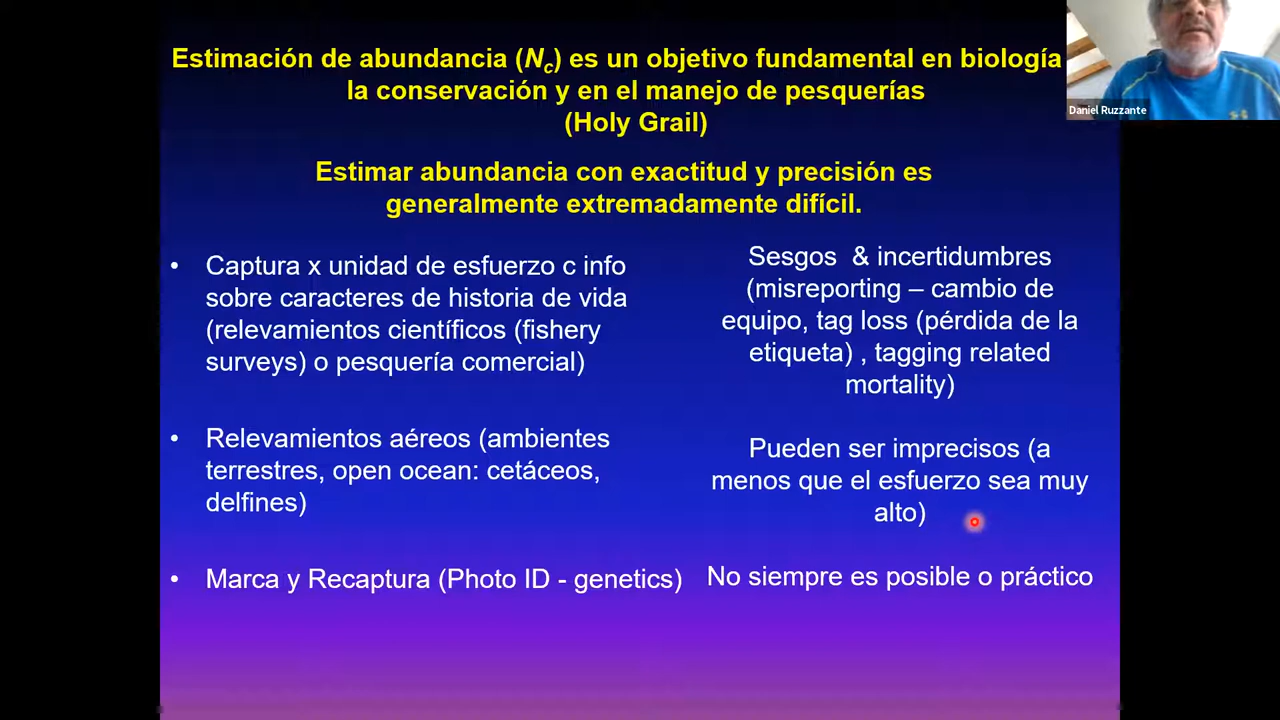 Estimación de abundancia (Nc) es un objetivo fundamental en biología
la conservación y en el manejo de pesquerías
(Holy Grail)
Estimar abundancia con exactitud y precisión es
generalmente extremadamente difícil.
• Captura x unidad de esfuerzo c info
sobre caracteres de historia de vida
(relevamientos científicos (fishery
surveys) o pesquería comercial)
Sesgos & incertidumbres
(misreporting – cambio de
equipo, tag loss (pérdida de la
etiqueta) , tagging related
mortality)
• Relevamientos aéreos (ambientes
terrestres, open ocean: cetáceos,
delfines)
Pueden ser imprecisos (a
menos que el esfuerzo sea muy
alto)
• Marca y Recaptura (Photo ID - genetics)
No siempre es posible o práctico
Daniel Ruzzante